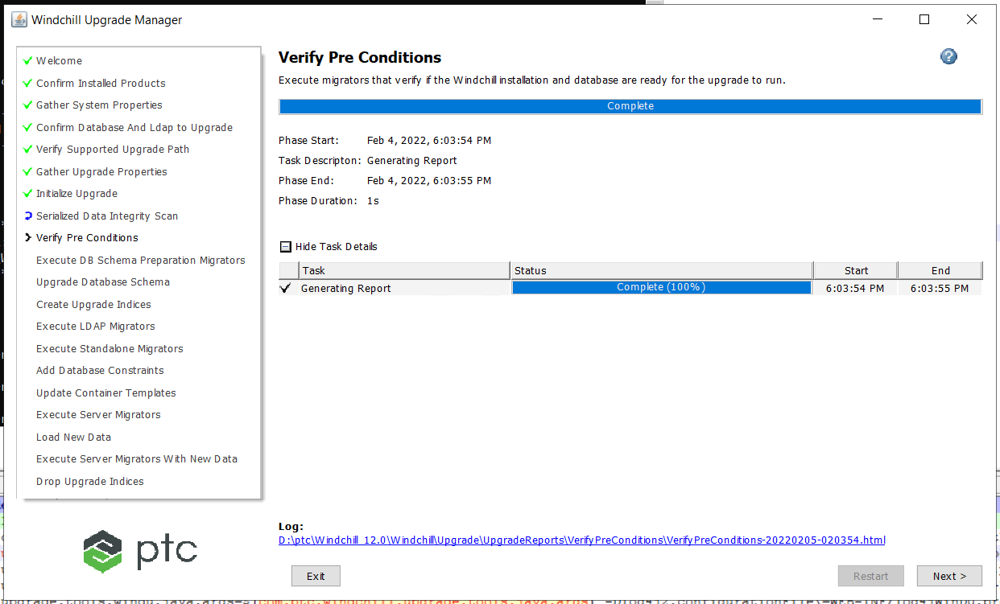 Windchill Upgrade Manager
Welcome
Confirm Installed Products
Gather System Properties
Confirm Database And Ldap to Upgrade
Verify Supported Upgrade Path
Gather Upgrade Properties
Initialize Upgrade
Serialized Data Integrity Scan
Verify Pre Conditions
Execute DB Schema Preparation Migrators
Upgrade Database Schema
Create Upgrade Indices
Execute LDAP Migrators
Execute Standalone Migrators
Add Database Constraints
Update Container Templates
Execute Server Migrators
Load New Data
Execute Server Migrators With New Data
Drop Upgrade Indices
ptc
Verify Pre Conditions
?
Execute migrators that verify if the Windchill installation and database are ready for the upgrade to run.
Complete
Phase Start: Feb 4, 2022, 6:03:54 PM
Task Descripton: Generating Report
Phase End: Feb 4, 2022, 6:03:55 PM
Phase Duration: 1s
Hide Task Details
Task Status Start End
Generating Report Complete (100%) 6:03:54 PM 6:03:55 PM
Log:
D:\ptc\Windchill_12.0\Windchill\Upgrade\UpgradeReports\VerifyPreConditions\VerifyPreConditions-20220205-020354.html
Exit Restart Next >